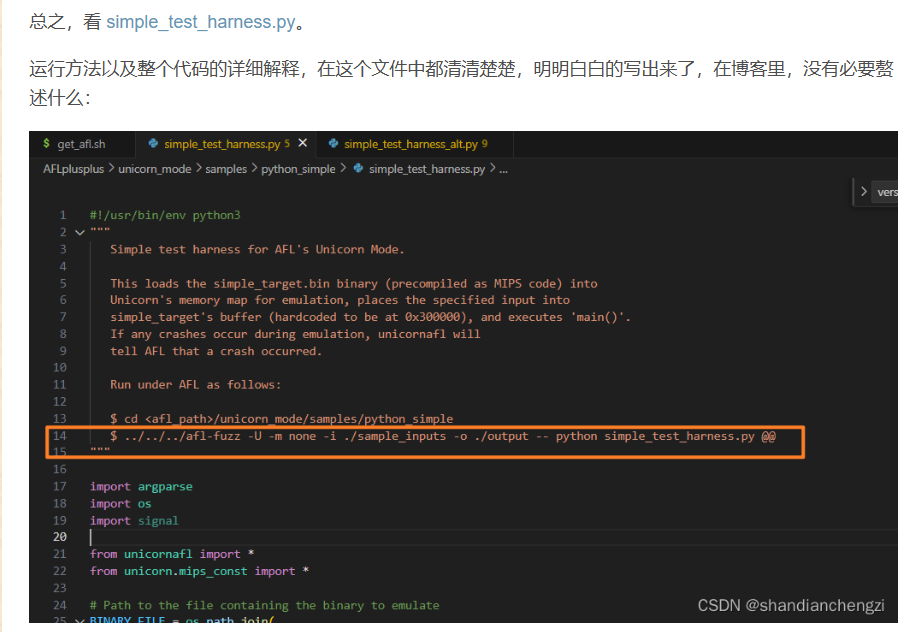 总之，看 simple_test_harness.py。
运行方法以及整个代码的详细解释，在这个文件中都清清楚楚，明明白白的写出来了，在博客里，没有必要赘
述什么：
$ get_afl.sh simple_test_harness.py 5 × simple_test_harness_alt.py 9
AFLplusplus > unicorn_mode > samples > python_simple > simple_test_harness.py > ...
> vers
1 #!/usr/bin/env python3
2 """
3 Simple test harness for AFL's Unicorn Mode.
4
5 This loads the simple_target.bin binary (precompiled as MIPS code) into
6 Unicorn's memory map for emulation, places the specified input into
7 simple_target's buffer (hardcoded to be at 0x300000), and executes 'main()'.
8 If any crashes occur during emulation, unicornafl will
9 tell AFL that a crash occurred.
10
11 Run under AFL as follows:
12
13 $ cd <afl_path>/unicorn_mode/samples/python_simple
14 $ ../../../afl-fuzz -U -m none -i ./sample_inputs -o ./output -- python simple_test_harness.py @@
15 """
16
17 import argparse
18 import os
19 import signal
20
21 from unicornafl import *
22 from unicorn.mips_const import *
23
24 # Path to the file containing the binary to emulate
25 BINARY_FILE = os.path.join(
CSDN @shandianchengzi